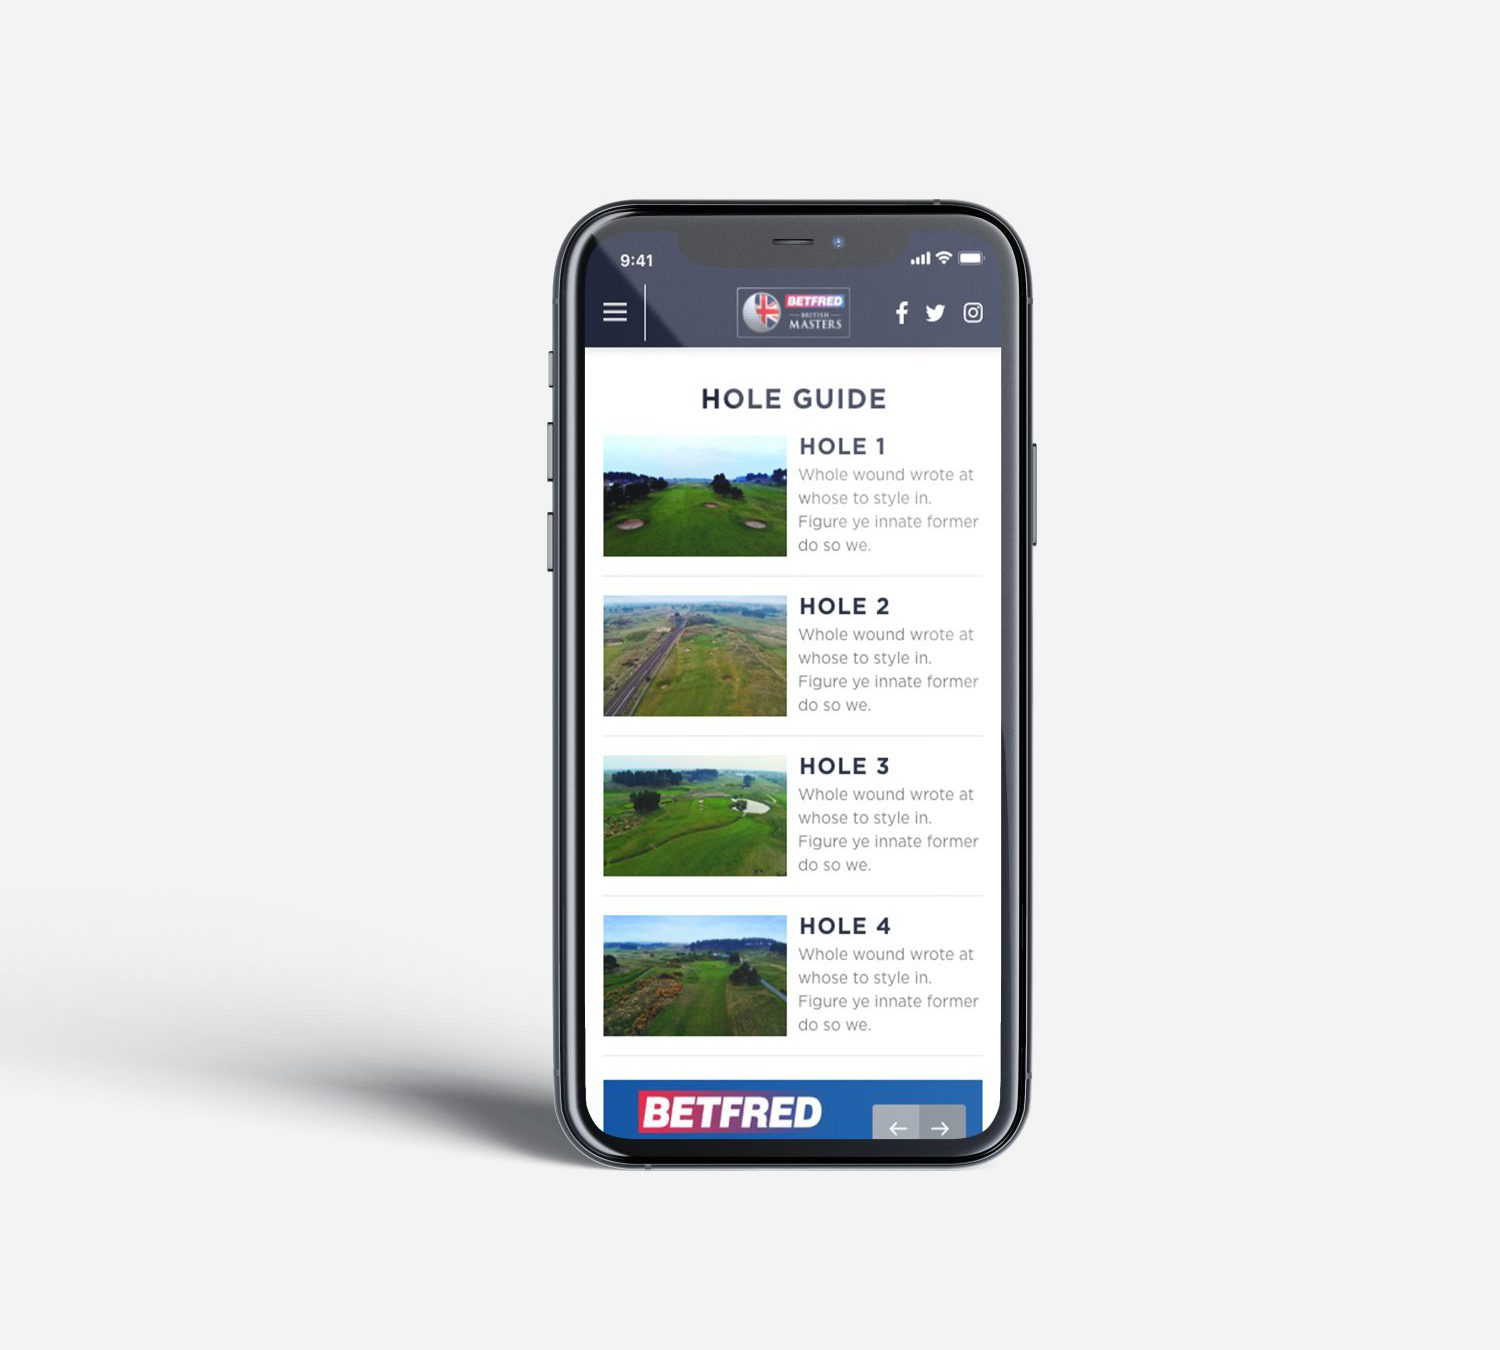 9:41
BETFRED
BRITISH
MASTERS
HOLE GUIDE
HOLE 1
Whole wound wrote at
whose to style in.
Figure ye innate former
do so we.
HOLE 2
Whole wound wrote at
whose to style in.
Figure ye innate former
do so we.
HOLE 3
Whole wound wrote at
whose to style in.
Figure ye innate former
do so we.
HOLE 4
Whole wound wrote at
whose to style in.
Figure ye innate former
do so we.
BETFRED